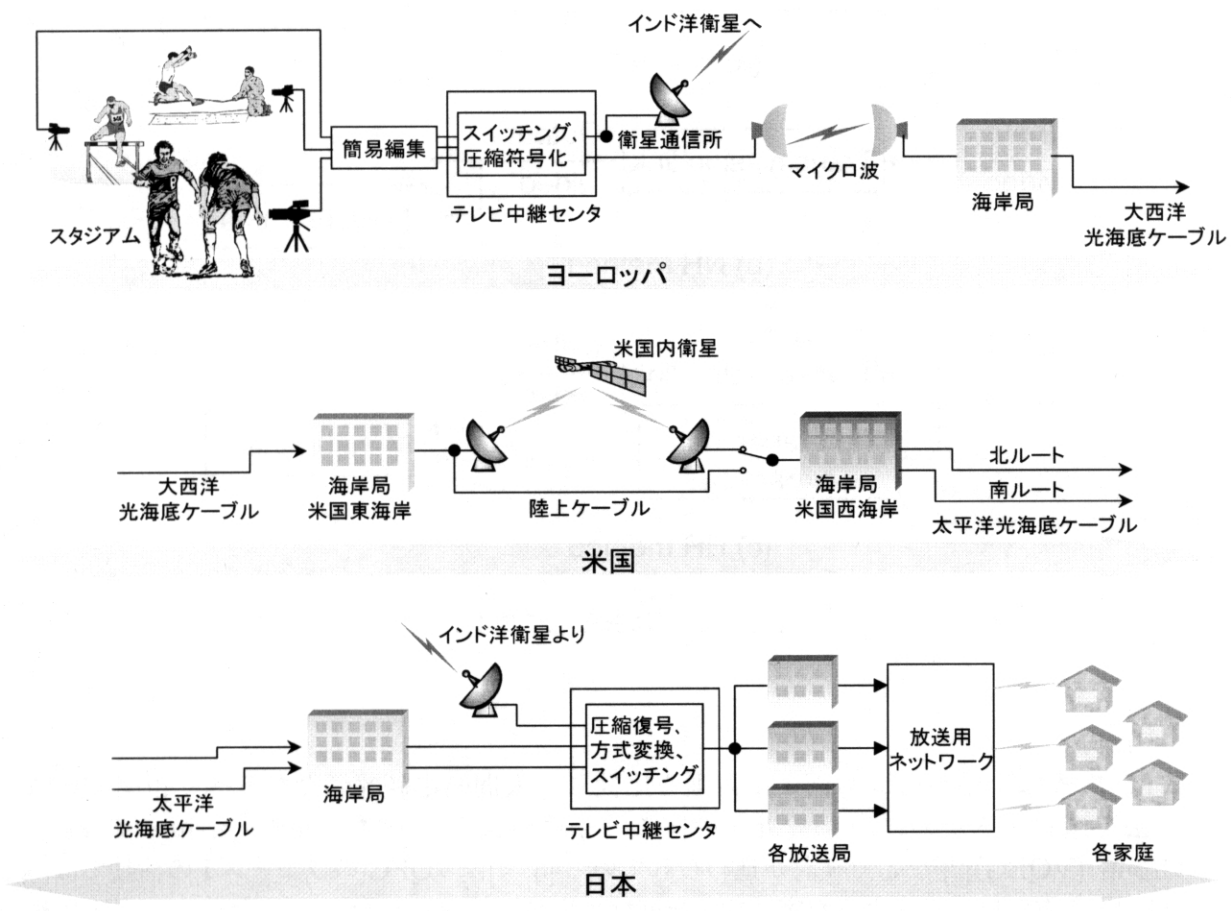 インド洋衛星へ
簡易編集
スイッチング、
圧縮符号化
衛星通信所
テレビ中継センタ
マイクロ波
海岸局
大西洋
光海底ケーブル
スタジアム
ヨーロッパ
米国内衛星
大西洋
光海底ケーブル
海岸局
米国東海岸
陸上ケーブル
海岸局
米国西海岸
北ルート
南ルート
太平洋光海底ケーブル
米国
インド洋衛星より
太平洋
光海底ケーブル
海岸局
圧縮復号、
方式変換、
スイッチング
テレビ中継センタ
各放送局
放送用
ネットワーク
各家庭
日本